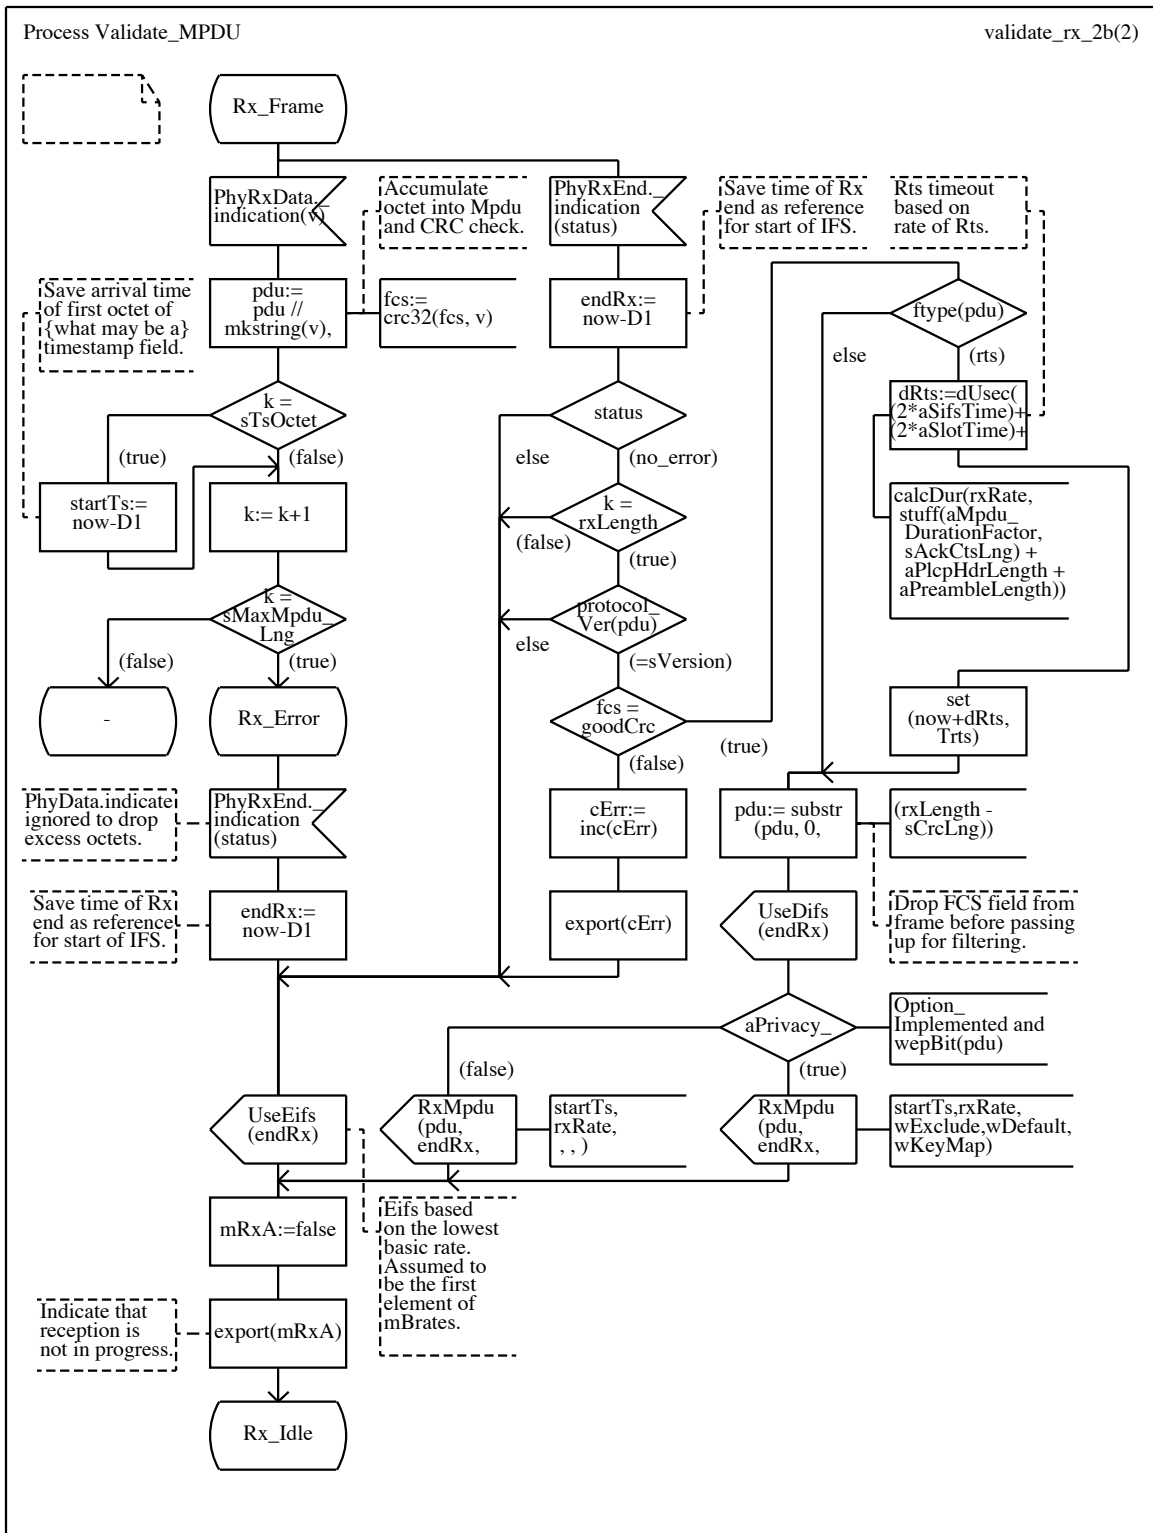 Process Validate_MPDU
validate_rx_2b(2)
Rx_Frame
PhyRxData._
indication(v)
Accumulate
octet into Mpdu
and CRC check.
PhyRxEnd._
indication
(status)
Save time of Rx
end as reference
for start of IFS.
Rts timeout
based on
rate of Rts.
Save arrival time
of first octet of
{what may be a}
timestamp field.
pdu:=
pdu //
mkstring(v),
fcs:=
crc32(fcs, v)
endRx:=
now-D1
ftype(pdu)
else
(rts)
k =
sTsOctet
(true)
(false)
status
else
(no_error)
dRts:=dUsec(
(2*aSifsTime)+
(2*aSlotTime)+
startTs:=
now-D1
k:= k+1
k =
rxLength
(false)
(true)
calcDur(rxRate,
stuff(aMpdu_
DurationFactor,
sAckCtsLng) +
aPlcpHdrLength +
aPreambleLength))
k =
sMaxMpdu_
Lng
(false)
(true)
protocol_
Ver(pdu)
else
(=sVersion)
-
Rx_Error
fcs =
goodCrc
(true)
(false)
set
(now+dRts,
Trts)
PhyData.indicate
ignored to drop
excess octets.
PhyRxEnd._
indication
(status)
cErr:=
inc(cErr)
pdu:= substr
(pdu, 0,
(rxLength -
sCrcLng))
Save time of Rx
end as reference
for start of IFS.
endRx:=
now-D1
export(cErr)
UseDifs
(endRx)
Drop FCS field from
frame before passing
up for filtering.
aPrivacy_
Option_
Implemented and
wepBit(pdu)
(false)
(true)
UseEifs
(endRx)
RxMpdu
(pdu,
endRx,
startTs,
rxRate,
, , )
RxMpdu
(pdu,
endRx,
startTs,rxRate,
wExclude,wDefault,
wKeyMap)
mRxA:=false
Eifs based
on the lowest
basic rate.
Assumed to
be the first
element of
mBrates.
Indicate that
reception is
not in progress.
export(mRxA)
Rx_Idle